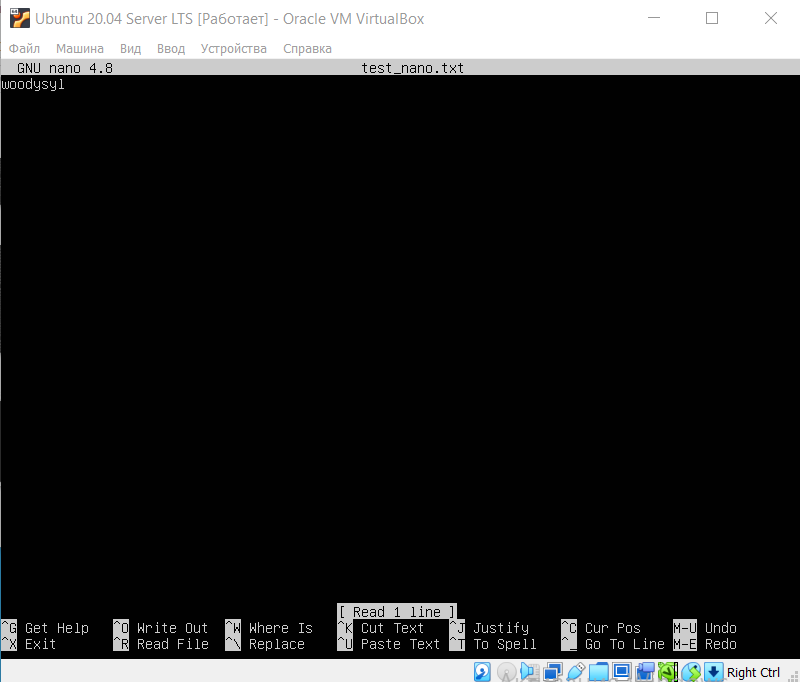 Ubuntu 20.04 Server LTS [Работает] - Oracle VM VirtualBox
Файл Машина Вид Ввод Устройства Справка
GNU nano 4.8 test_nano.txt
woodysyl
[ Read 1 line ]
^G Get Help ^O Write Out ^W Where Is ^K Cut Text ^J Justify ^C Cur Pos M-U Undo
^X Exit ^R Read File ^\ Replace ^U Paste Text ^T To Spell ^_ Go To Line M-E Redo
Right Ctrl